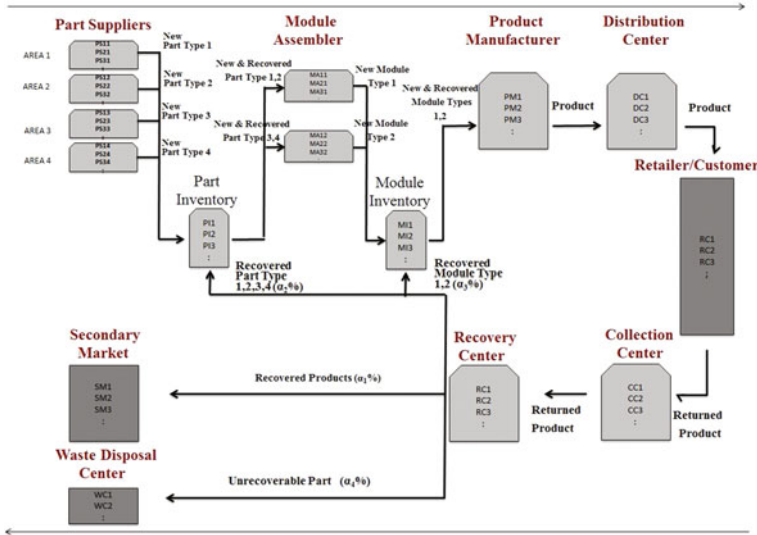 Part Suppliers
Module
Assembler
Product
Manufacturer
Distribution
Center
AREA 1
PS11
PS21
PS31
New
Part Type 1
AREA 2
PS12
PS22
PS32
New
Part Type 2
AREA 3
PS13
PS23
PS33
New
Part Type 3
AREA 4
PS14
PS24
PS34
New
Part Type 4
New & Recovered
Part Type 1,2
MA11
MA21
MA31
New Module
Type 1
New & Recovered
Part Type 3,4
MA12
MA22
MA32
New Module
Type 2
New & Recovered
Module Types
1,2
PM1
PM2
PM3
:
Product
DC1
DC2
DC3
:
Product
Retailer/Customer
RC1
RC2
RC3
:
Part
Inventory
PI1
PI2
PI3
:
Module
Inventory
MI1
MI2
MI3
:
Recovered
Part Type
1,2,3,4 (α₂%)
Recovered
Module Type
1,2 (α₃%)
Secondary
Market
SM1
SM2
SM3
:
Recovered Products (α₁%)
Recovery
Center
RC1
RC2
RC3
:
Returned
Product
Collection
Center
CC1
CC2
CC3
:
Returned
Product
Waste Disposal
Center
WC1
WC2
:
Unrecoverable Part (α₄%)